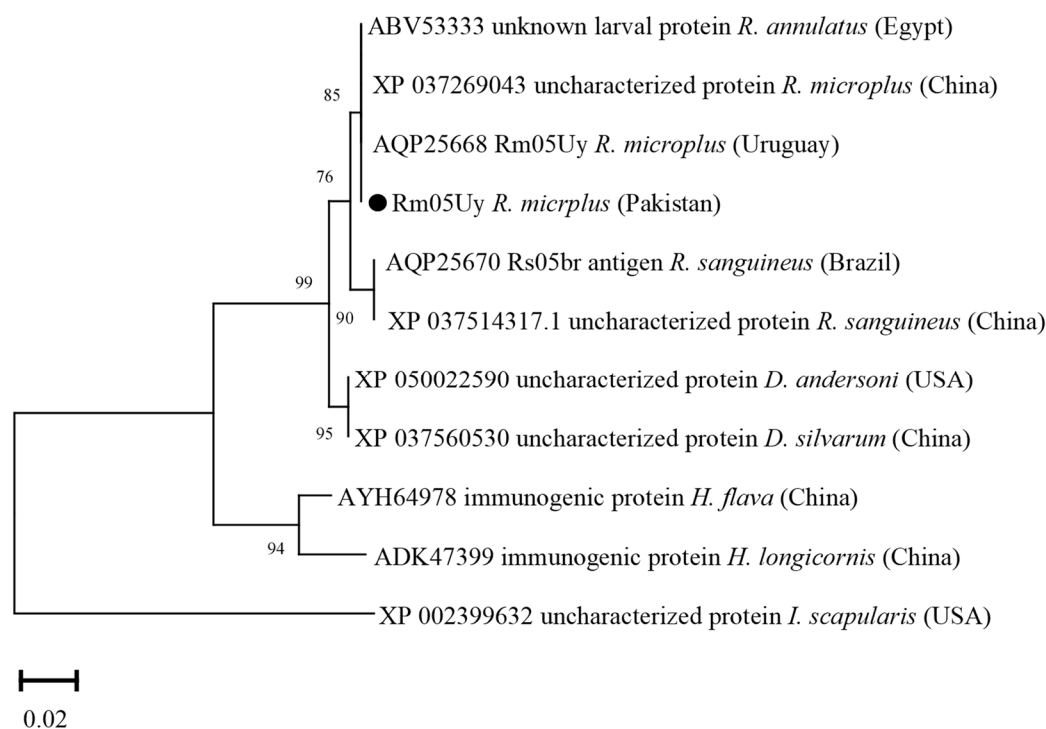 ABV53333 unknown larval protein R. annulatus (Egypt)
85
XP 037269043 uncharacterized protein R. microplus (China)
AQP25668 Rm05Uy R. microplus (Uruguay)
76
Rm05Uy R. micrplus (Pakistan)
AQP25670 Rs05br antigen R. sanguineus (Brazil)
99
90
XP 037514317.1 uncharacterized protein R. sanguineus (China)
XP 050022590 uncharacterized protein D. andersoni (USA)
95
XP 037560530 uncharacterized protein D. silvarum (China)
AYH64978 immunogenic protein H. flava (China)
94
ADK47399 immunogenic protein H. longicornis (China)
XP 002399632 uncharacterized protein I. scapularis (USA)
0.02